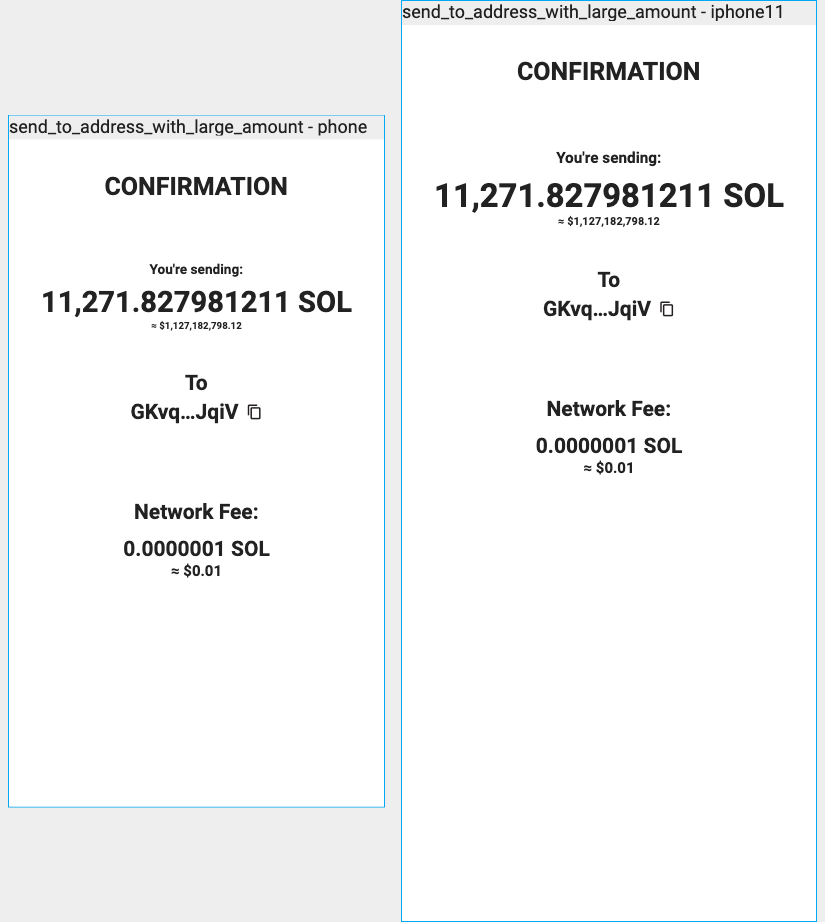 send_to_address_with_large_amount - phone
CONFIRMATION
You're sending:
11,271.827981211 SOL
≈ $1,127,182,798.12
To
GKvq...JqiV
Network Fee:
0.0000001 SOL
≈ $0.01
send_to_address_with_large_amount - iphone11
CONFIRMATION
You're sending:
11,271.827981211 SOL
≈ $1,127,182,798.12
To
GKvq...JqiV
Network Fee:
0.0000001 SOL
≈ $0.01